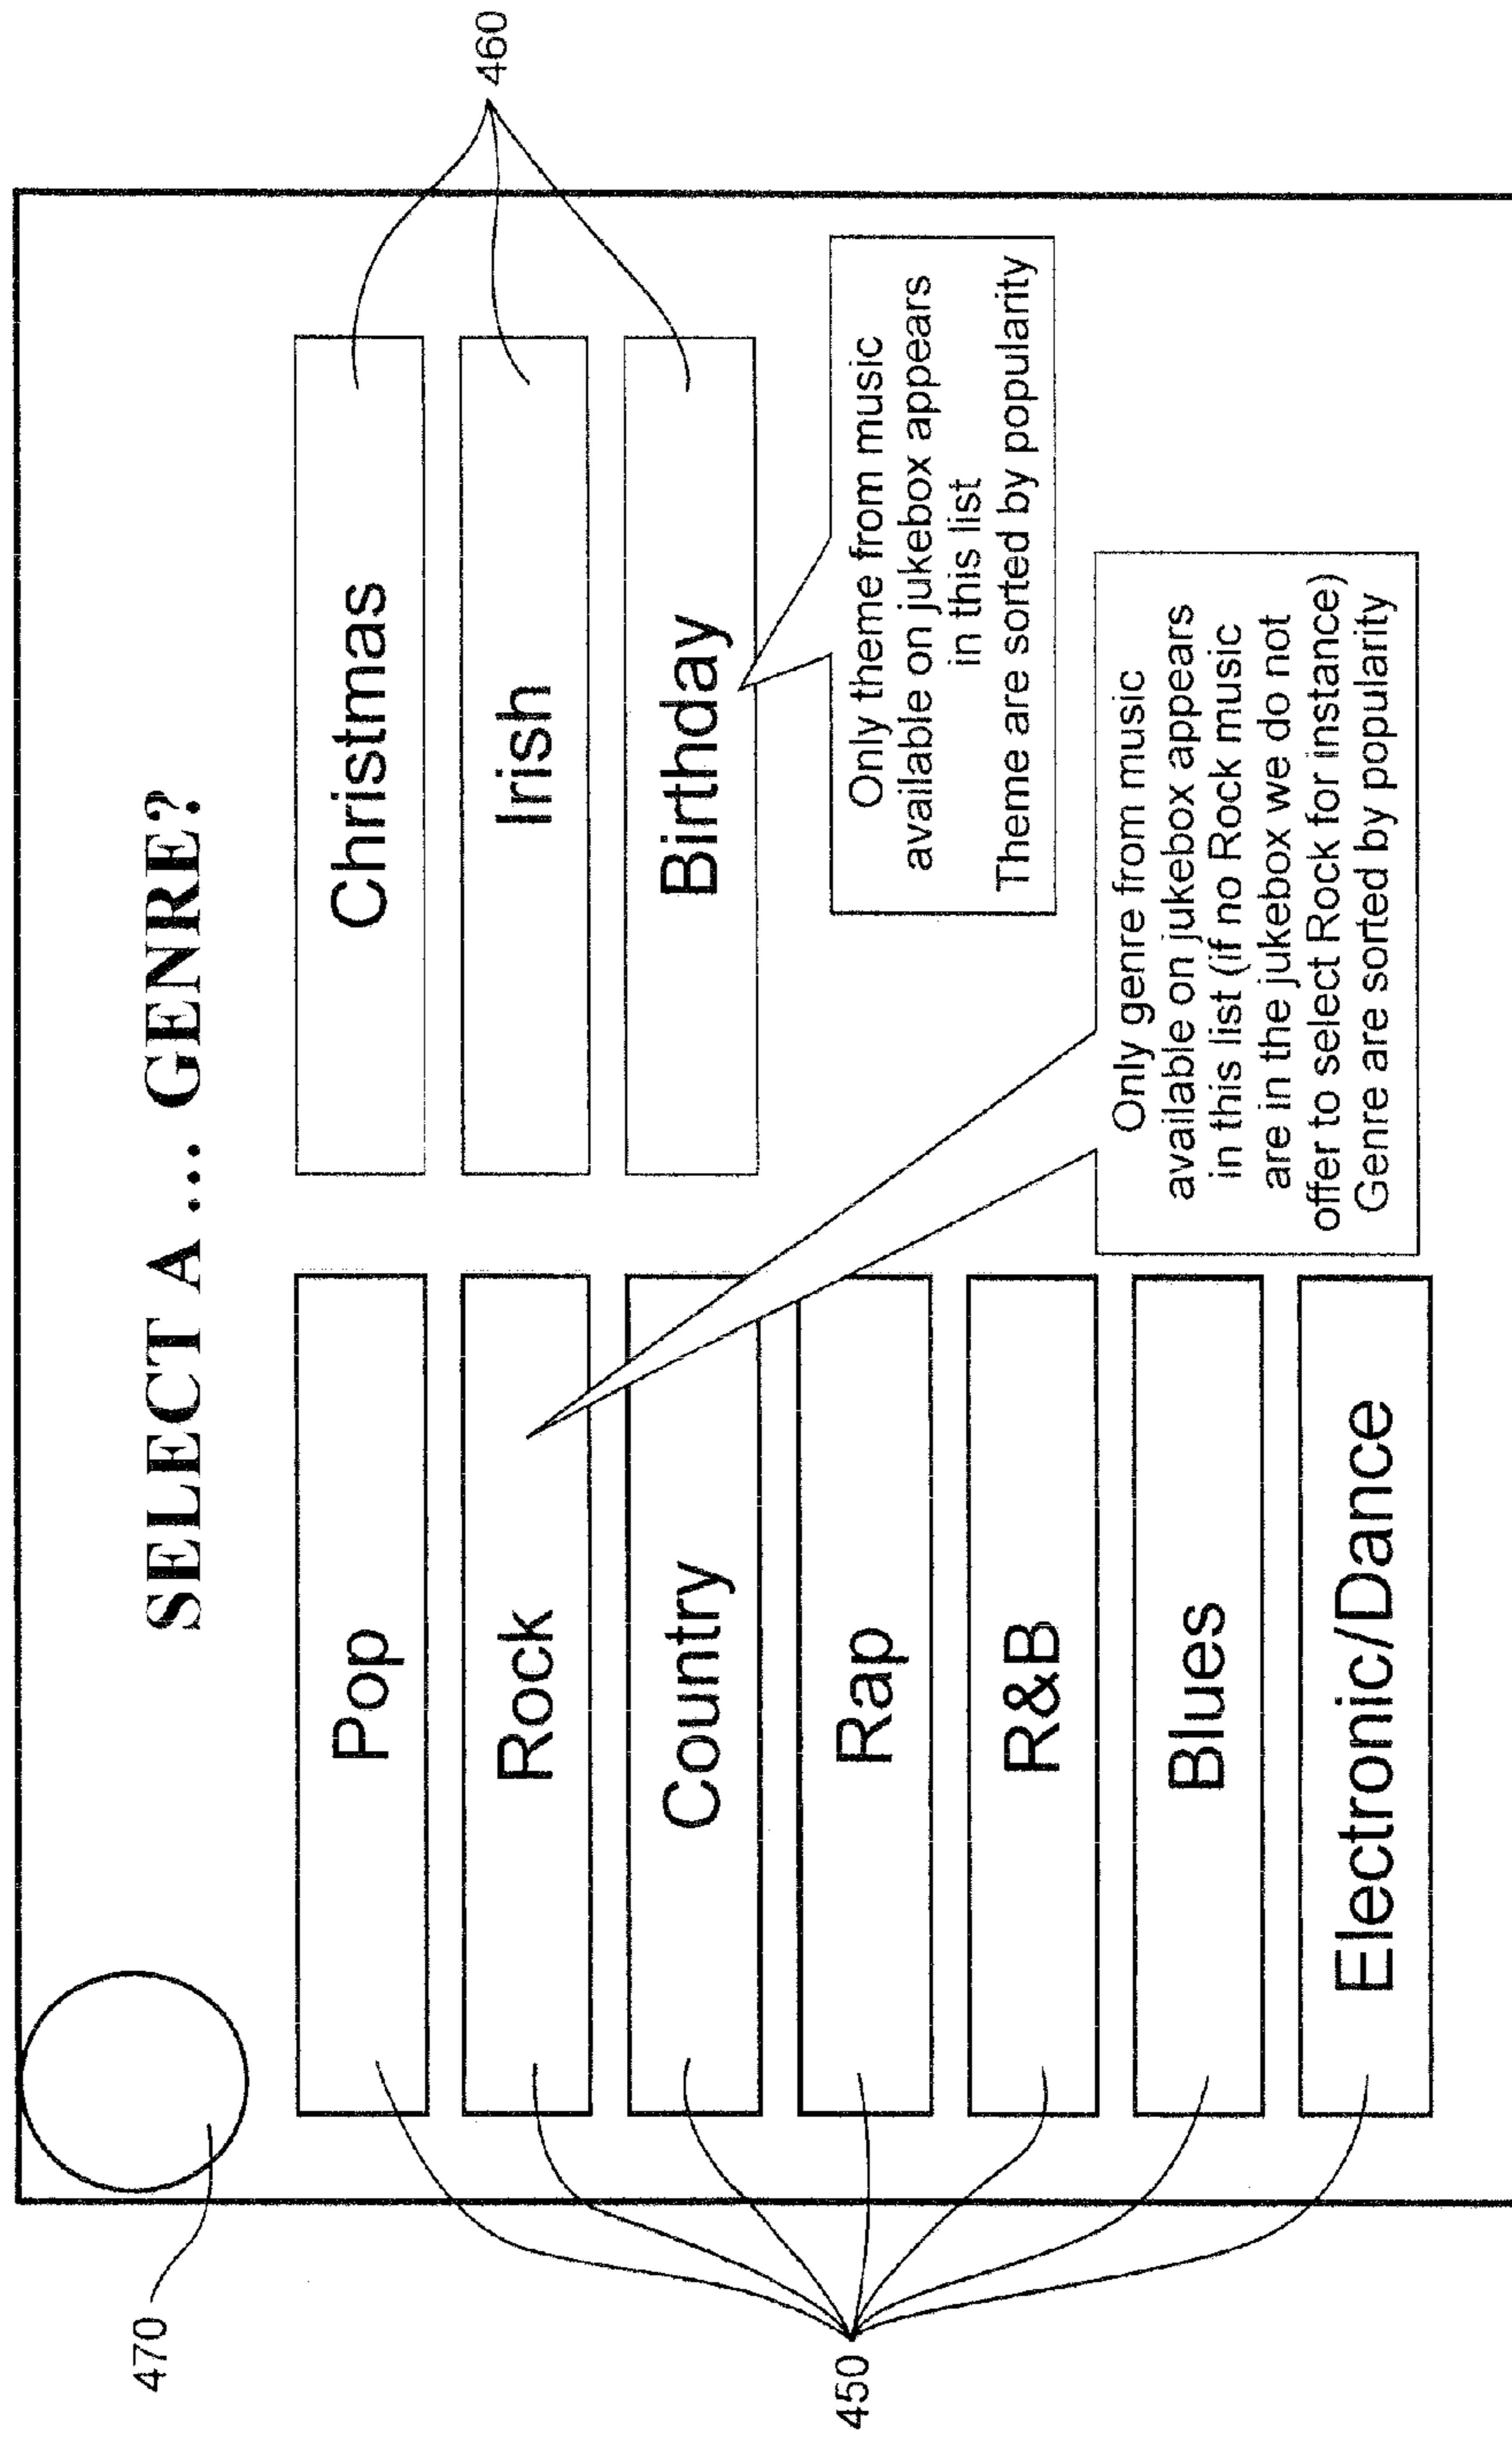 470
SELECT A... GENRE?
Pop
Rock
Country
Rap
R&B
Blues
Electronic/Dance
450
Christmas
Irish
Birthday
460
Only theme from music
available on jukebox appears
in this list
Theme are sorted by popularity
Only genre from music
available on jukebox appears
in this list (if no Rock music
are in the jukebox we do not
offer to select Rock for instance)
Genre are sorted by popularity